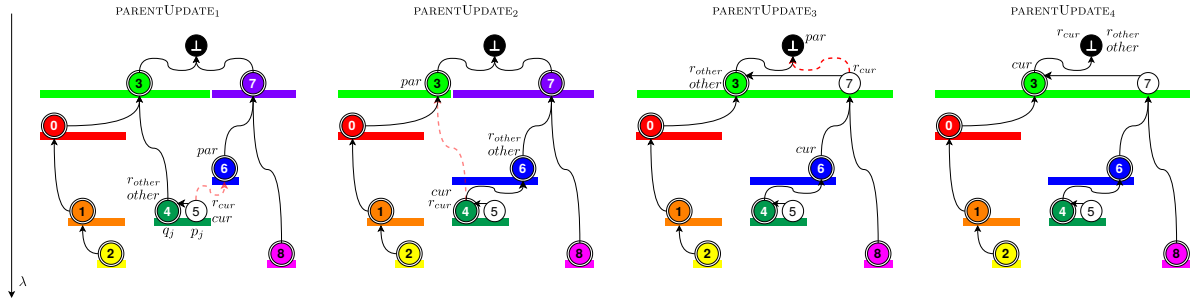 PARENTUPDATE₁ PARENTUPDATE₂ PARENTUPDATE₃ PARENTUPDATE₄
⊥ ⊥ ⊥ par r_cur ⊥ r_other
other
3 7 par 3 7 r_other 3 r_cur 7 cur 3 7
other
0 0 0 0
par 6 r_other 6 cur 6 6
other
r_other r_cur cur
other 4 5 cur r_cur 4 5 4 5 4 5
1 1 1 1
q_j p_j
2 8 2 8 2 8 2 8
λ